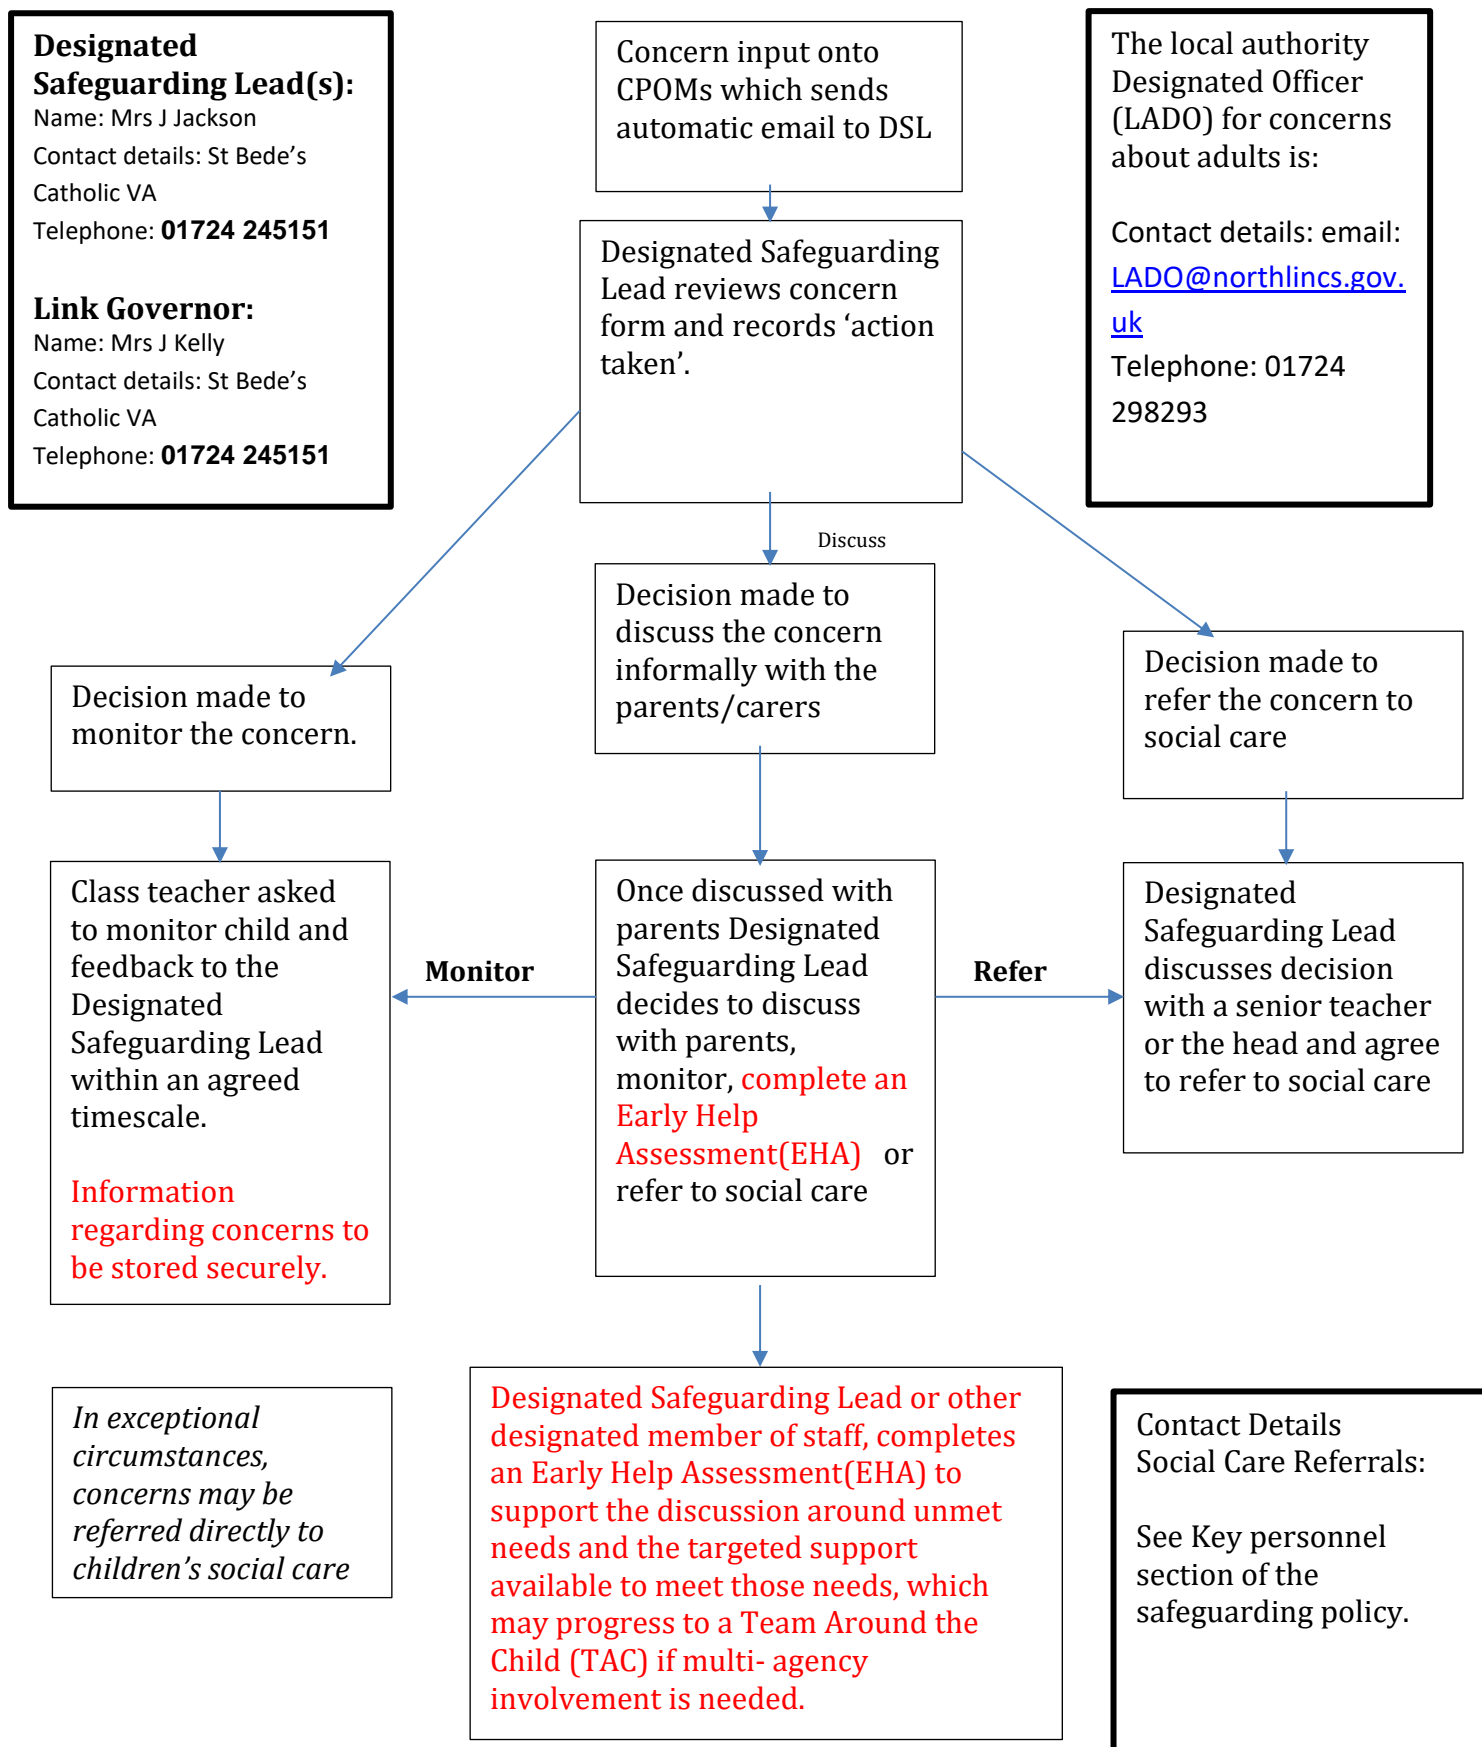 Designated
Safeguarding Lead(s):
Name: Mrs J Jackson
Contact details: St Bede’s
Catholic VA
Telephone: 01724 245151
Link Governor:
Name: Mrs J Kelly
Contact details: St Bede’s
Catholic VA
Telephone: 01724 245151
Concern input onto
CPOMs which sends
automatic email to DSL
The local authority
Designated Officer
(LADO) for concerns
about adults is:
Contact details: email:
LADO@northlincs.gov.
uk
Telephone: 01724
298293
Designated Safeguarding
Lead reviews concern
form and records ‘action
taken’.
Discuss
Decision made to
monitor the concern.
Decision made to
discuss the concern
informally with the
parents/carers
Decision made to
refer the concern to
social care
Class teacher asked
to monitor child and
feedback to the
Designated
Safeguarding Lead
within an agreed
timescale.
Information
regarding concerns to
be stored securely.
Monitor
Once discussed with
parents Designated
Safeguarding Lead
decides to discuss
with parents,
monitor, complete an
Early Help
Assessment(EHA) or
refer to social care
Refer
Designated
Safeguarding Lead
discusses decision
with a senior teacher
or the head and agree
to refer to social care
In exceptional
circumstances,
concerns may be
referred directly to
children’s social care
Designated Safeguarding Lead or other
designated member of staff, completes
an Early Help Assessment(EHA) to
support the discussion around unmet
needs and the targeted support
available to meet those needs, which
may progress to a Team Around the
Child (TAC) if multi- agency
involvement is needed.
Contact Details
Social Care Referrals:
See Key personnel
section of the
safeguarding policy.